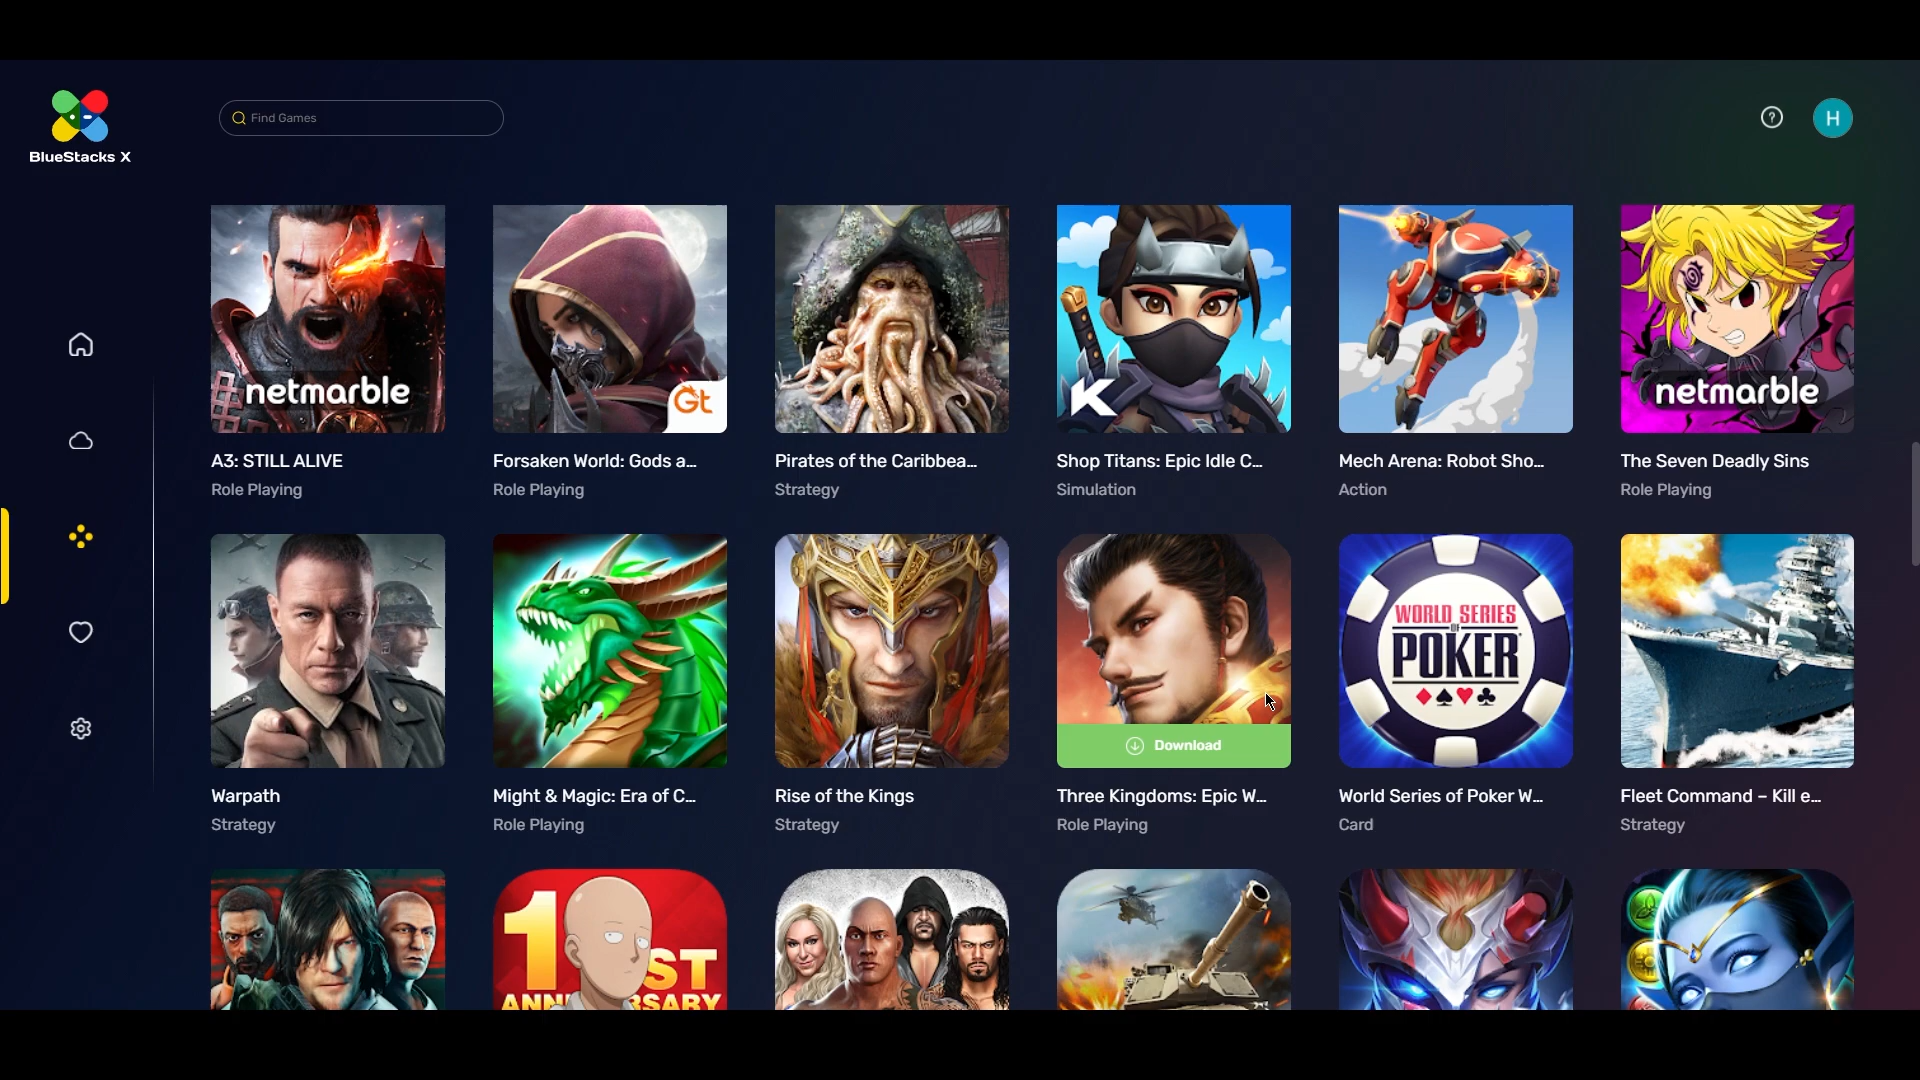 BlueStacks X
Find Games
?
H
netmarble
Gt
K
netmarble
A3: STILL ALIVE
Forsaken World: Gods a...
Pirates of the Caribbea...
Shop Titans: Epic Idle C...
Mech Arena: Robot Sho...
The Seven Deadly Sins
Role Playing
Role Playing
Strategy
Simulation
Action
Role Playing
WORLD SERIES
OF
POKER
Download
Warpath
Might & Magic: Era of C...
Rise of the Kings
Three Kingdoms: Epic W...
World Series of Poker W...
Fleet Command – Kill e...
Strategy
Role Playing
Strategy
Role Playing
Card
Strategy
1ST